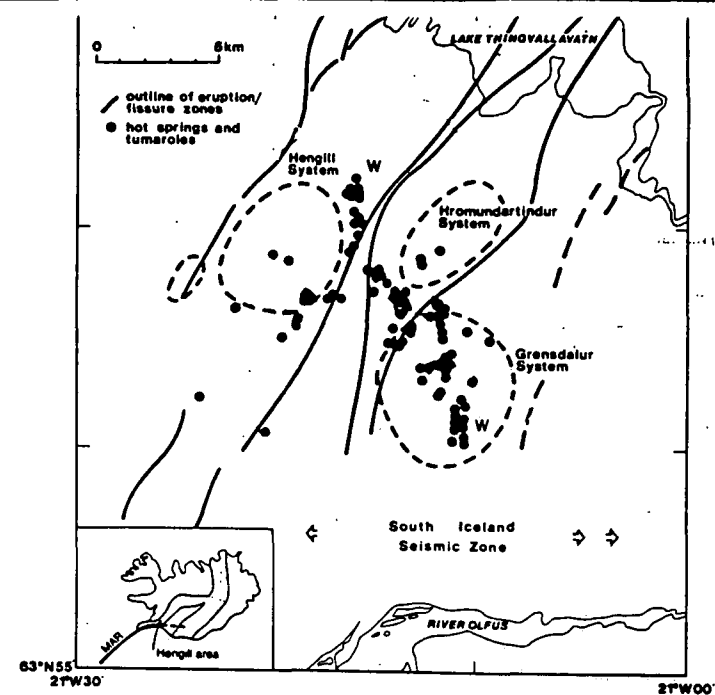 LAKE THINGVALLAVATN
0 5km
outline of eruption/
fissure zones
hot springs and
fumaroles
Hengill
System
W
Hromundartindur
System
Grensdalur
System
W
South Iceland
Seismic Zone
RIVER OLFUS
MAR
Hengill area
63°N55
21°W30'
21°W00'